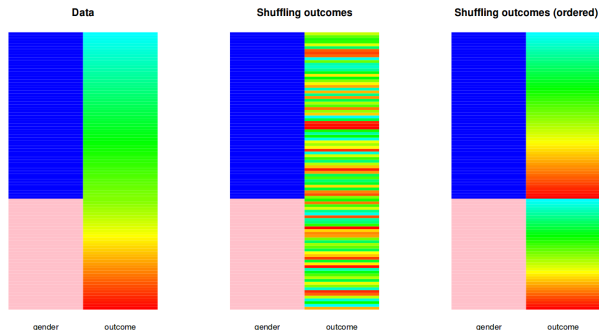 Data
Shuffling outcomes
Shuffling outcomes (ordered)
gender outcome
gender outcome
gender outcome